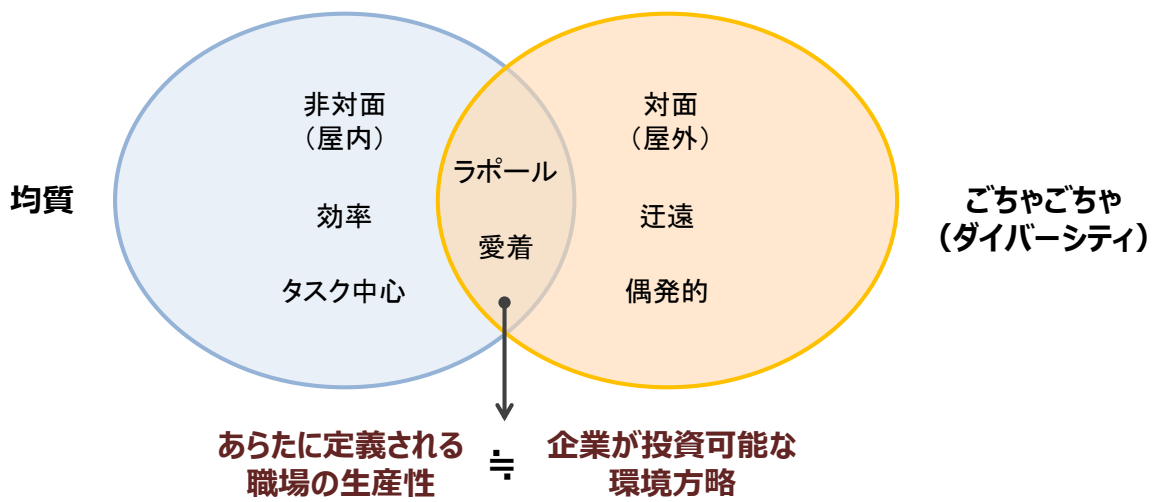 均質
非対面
（屋内）
効率
タスク中心
ラポール
愛着
対面
（屋外）
迂遠
偶発的
ごちゃごちゃ
（ダイバーシティ）
あらたに定義される
職場の生産性
≒
企業が投資可能な
環境方略